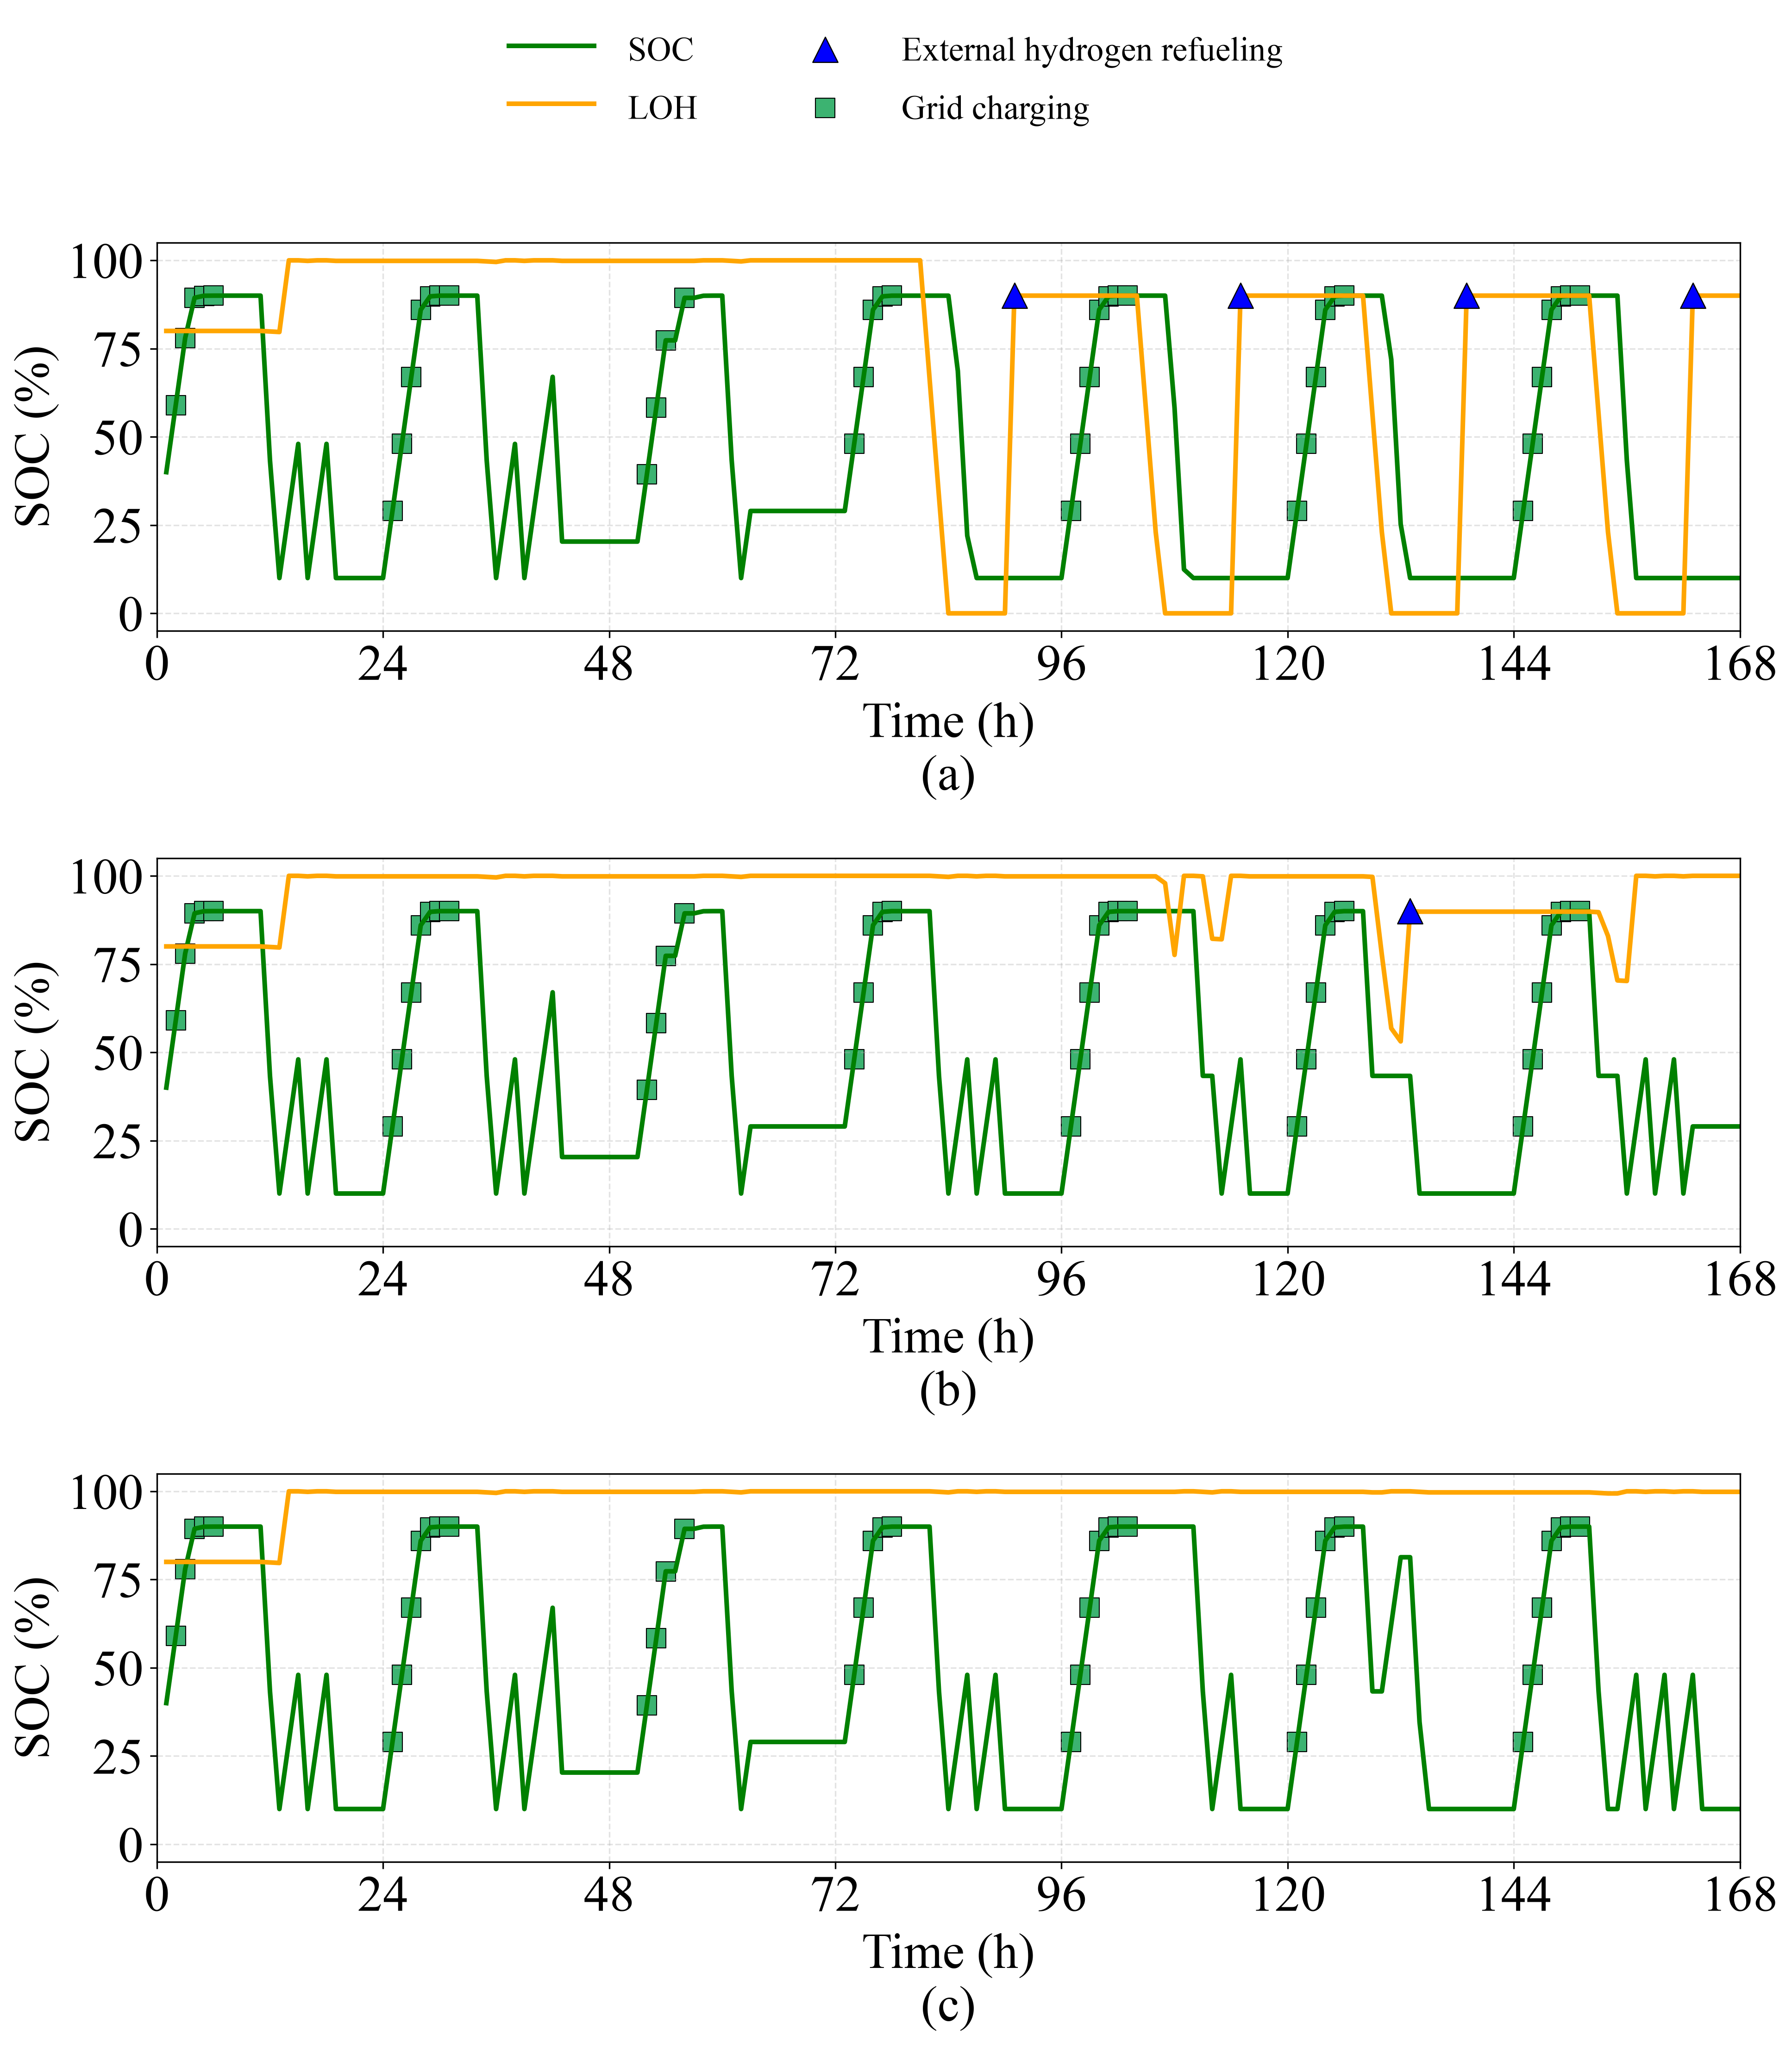 SOC
External hydrogen refueling
LOH
Grid charging
100
75
50
25
0
SOC (%)
0 24 48 72 96 120 144 168
Time (h)
(a)
100
75
50
25
0
SOC (%)
0 24 48 72 96 120 144 168
Time (h)
(b)
100
75
50
25
0
SOC (%)
0 24 48 72 96 120 144 168
Time (h)
(c)